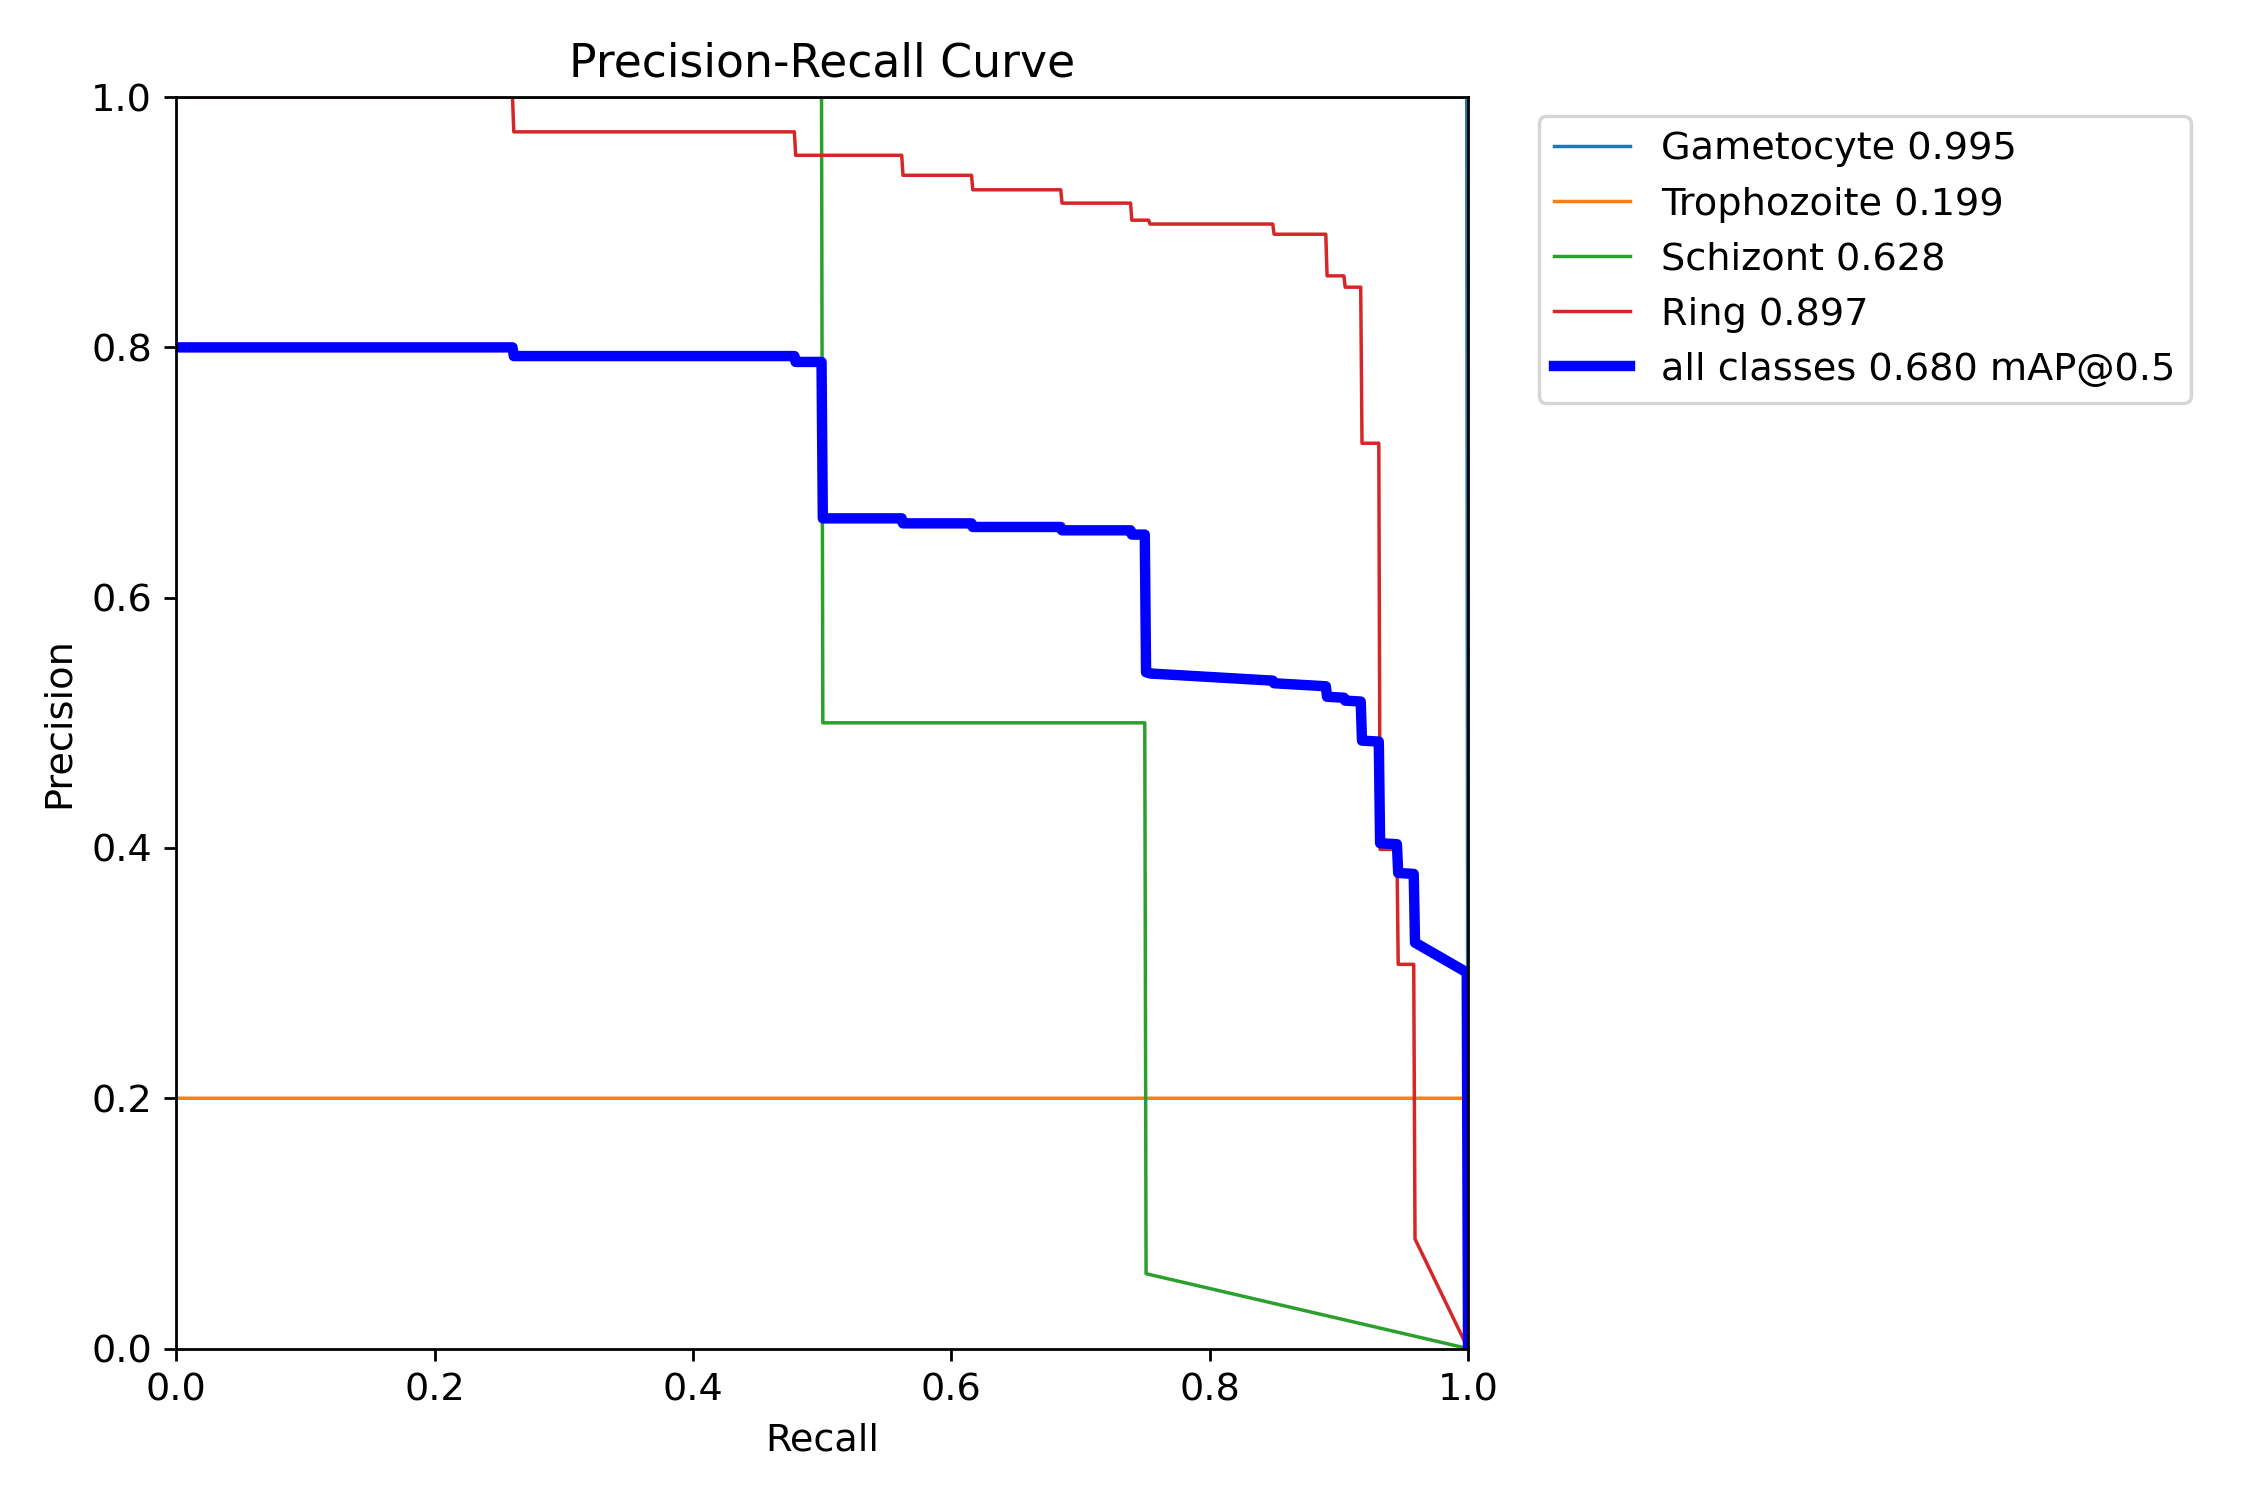 Precision-Recall Curve
1.0
0.8
0.6
0.4
0.2
0.0
Precision
0.0 0.2 0.4 0.6 0.8 1.0
Recall
Gametocyte 0.995
Trophozoite 0.199
Schizont 0.628
Ring 0.897
all classes 0.680 mAP@0.5